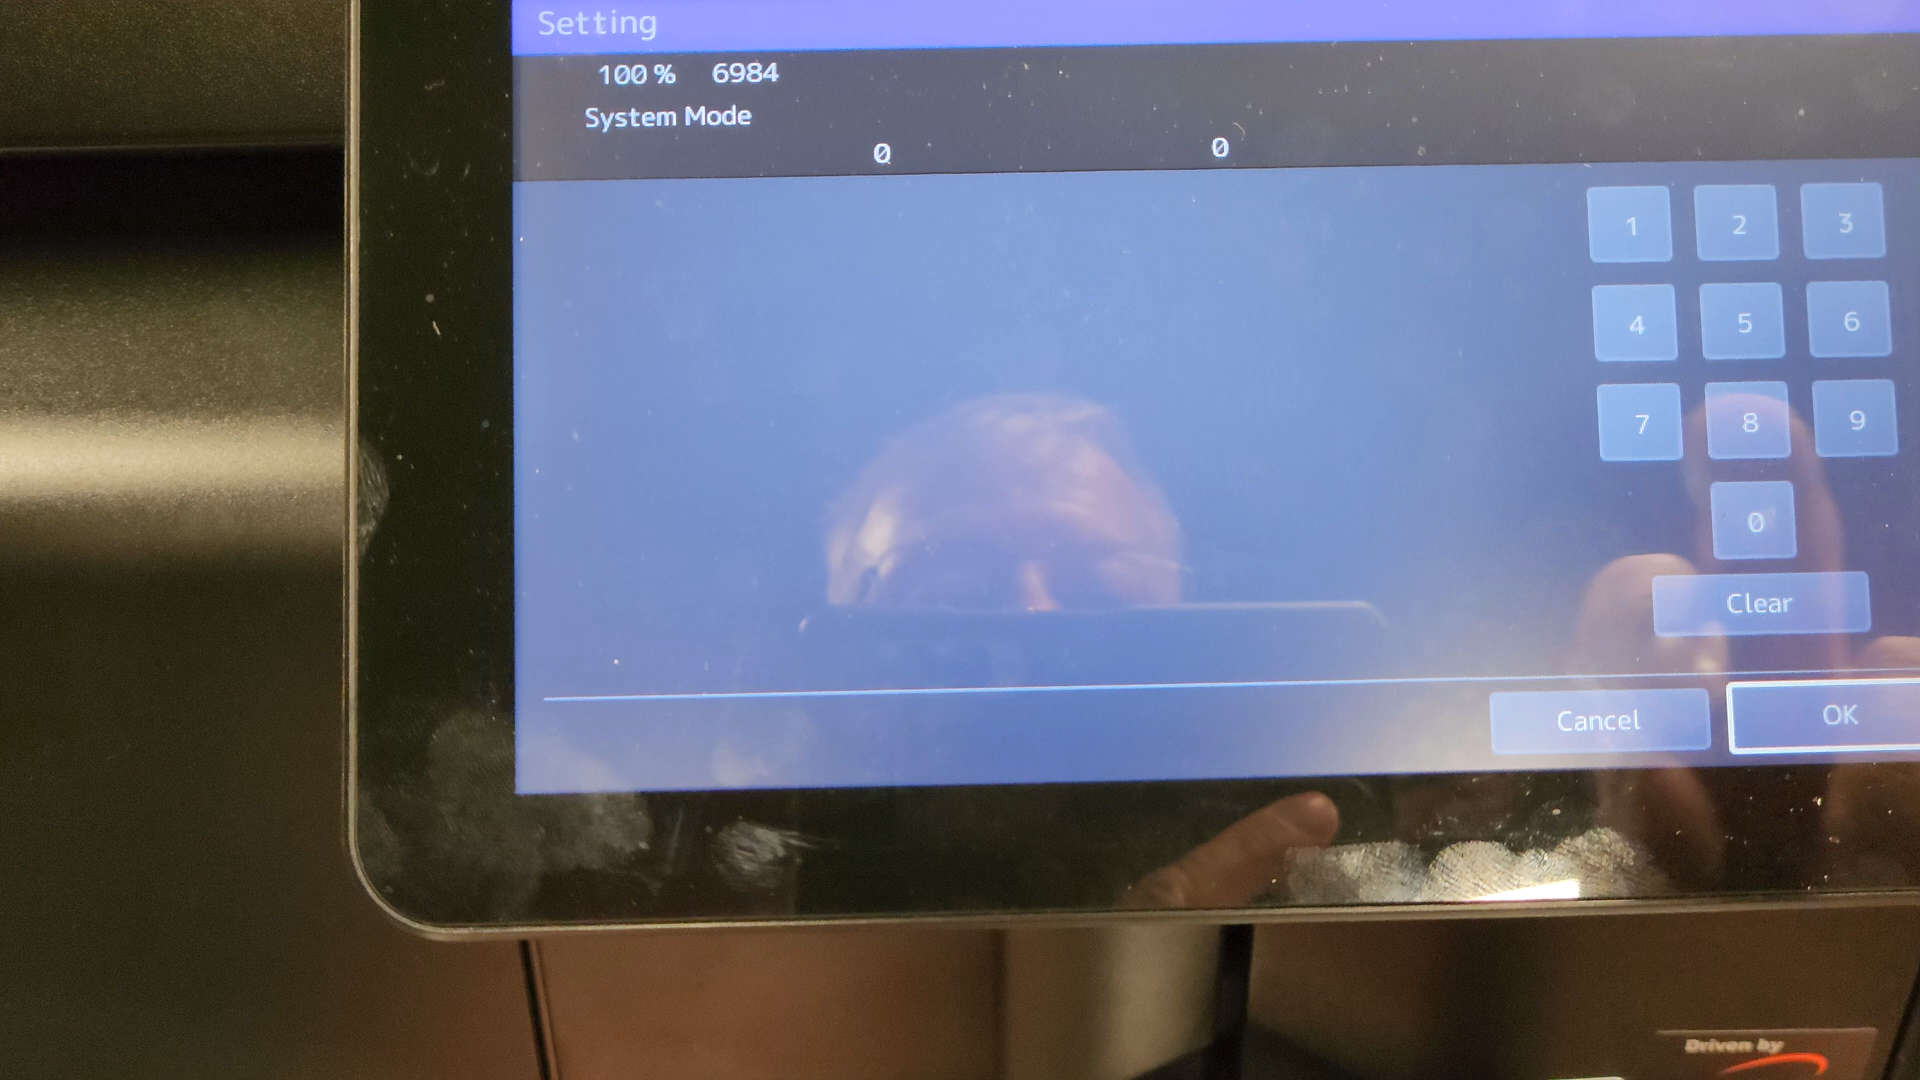 Setting
100 % 6984
System Mode
0 0
1 2 3
4 5 6
7 8 9
0
Clear
Cancel OK
Driven by